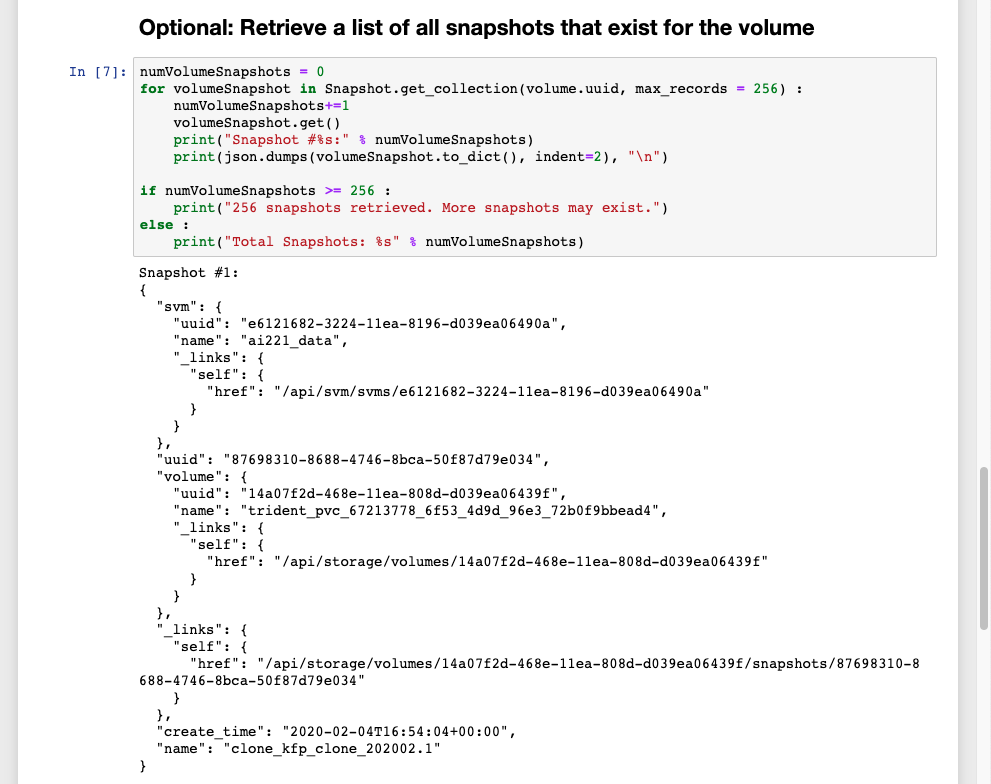 Optional: Retrieve a list of all snapshots that exist for the volume
In [7]: numVolumeSnapshots = 0
for volumeSnapshot in Snapshot.get_collection(volume.uuid, max_records = 256) :
    numVolumeSnapshots+=1
    volumeSnapshot.get()
    print("Snapshot #%s:" % numVolumeSnapshots)
    print(json.dumps(volumeSnapshot.to_dict(), indent=2), "\n")

if numVolumeSnapshots >= 256 :
    print("256 snapshots retrieved. More snapshots may exist.")
else :
    print("Total Snapshots: %s" % numVolumeSnapshots)
Snapshot #1:
{
  "svm": {
    "uuid": "e6121682-3224-11ea-8196-d039ea06490a",
    "name": "ai221_data",
    "_links": {
      "self": {
        "href": "/api/svm/svms/e6121682-3224-11ea-8196-d039ea06490a"
      }
    }
  },
  "uuid": "87698310-8688-4746-8bca-50f87d79e034",
  "volume": {
    "uuid": "14a07f2d-468e-11ea-808d-d039ea06439f",
    "name": "trident_pvc_67213778_6f53_4d9d_96e3_72b0f9bbead4",
    "_links": {
      "self": {
        "href": "/api/storage/volumes/14a07f2d-468e-11ea-808d-d039ea06439f"
      }
    }
  },
  "_links": {
    "self": {
      "href": "/api/storage/volumes/14a07f2d-468e-11ea-808d-d039ea06439f/snapshots/87698310-8
688-4746-8bca-50f87d79e034"
    }
  },
  "create_time": "2020-02-04T16:54:04+00:00",
  "name": "clone_kfp_clone_202002.1"
}